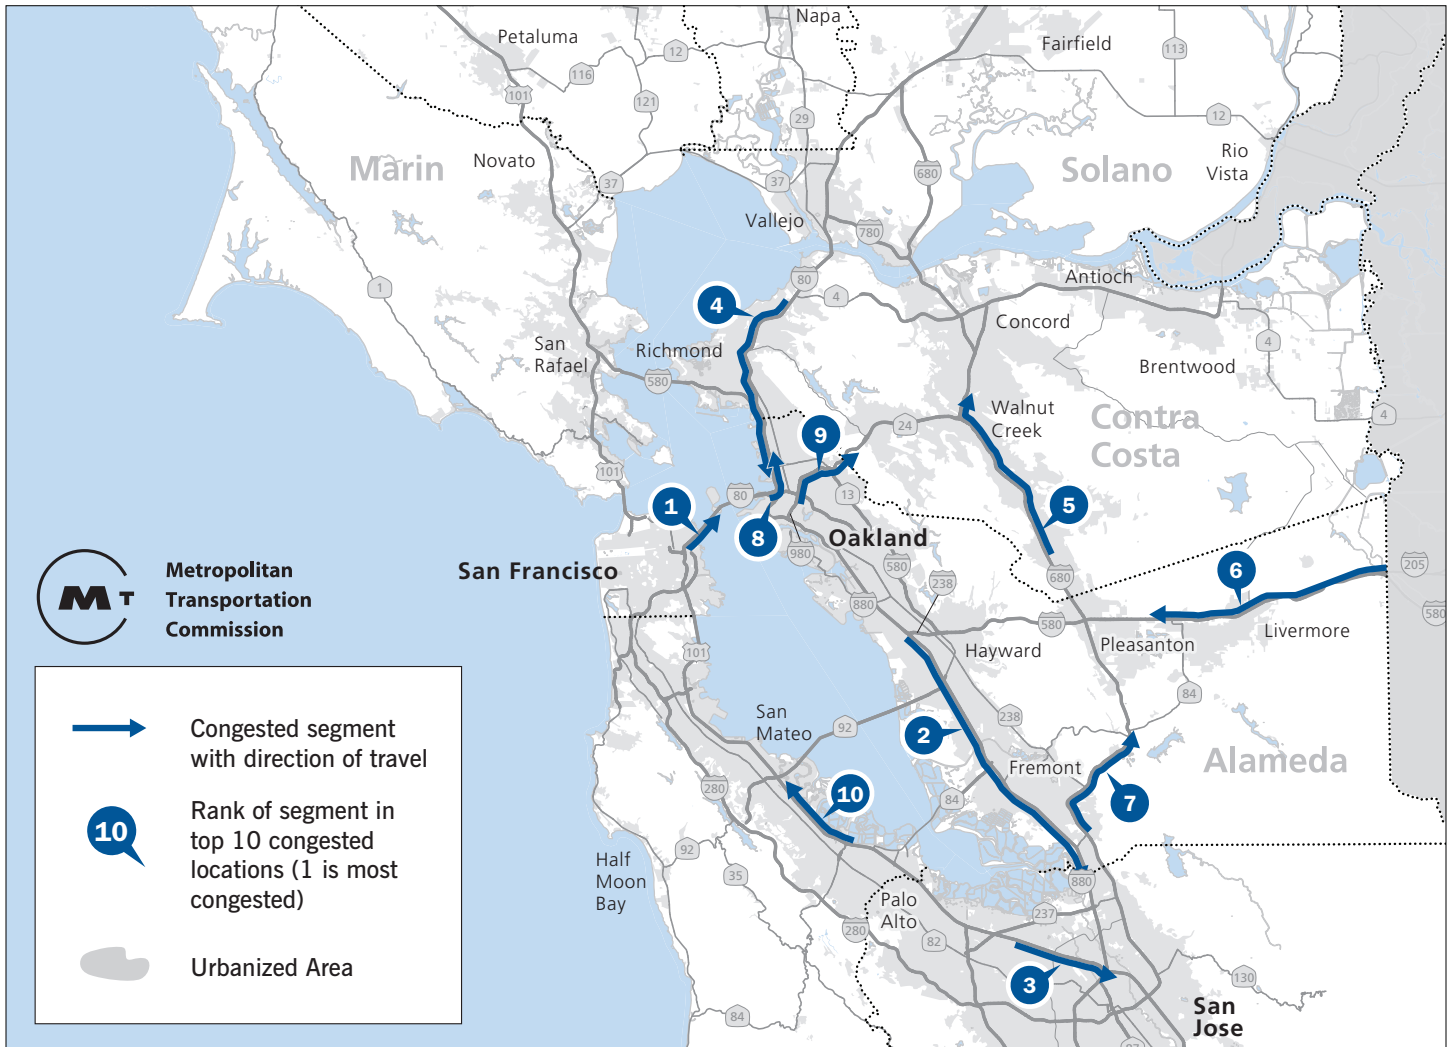 Napa
Petaluma
Fairfield
12
113
116
101
121
29
12
Marin
Novato
Rio
Vista
Solano
680
37
37
Vallejo
780
80
Antioch
1
4
4
Concord
San
Rafael
Richmond
4
Brentwood
580
Walnut
Creek
Contra
Costa
4
24
9
101
80
13
1
5
8
Oakland
980
San Francisco
580
238
680
6
205
880
580
580
Livermore
Pleasanton
Hayward
101
84
San
Mateo
92
238
2
Fremont
Alameda
280
10
84
7
92
35
Half
Moon
Bay
880
Palo
Alto
237
280
82
3
130
San
Jose
84
87
Metropolitan
Transportation
Commission
MT
Congested segment
with direction of travel
10
Rank of segment in
top 10 congested
locations (1 is most
congested)
Urbanized Area